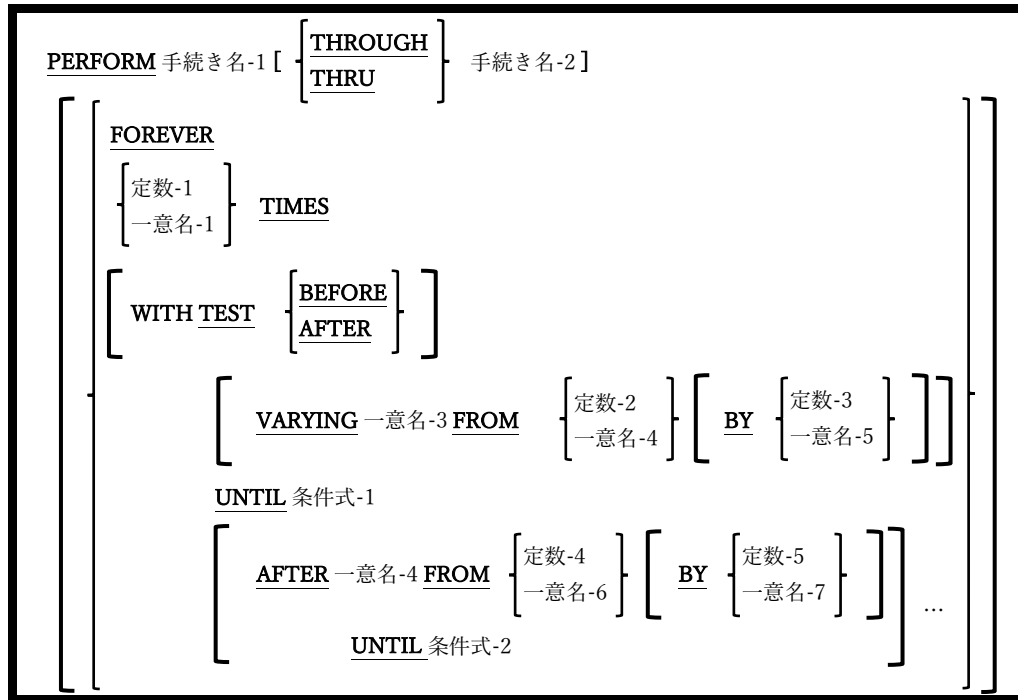 PERFORM 手続き名-1 [ THROUGH THRU 手続き名-2 ]
FOREVER
定数-1
一意名-1
TIMES
WITH TEST BEFORE
AFTER
VARYING 一意名-3 FROM 定数-2
一意名-4
BY 定数-3
一意名-5
UNTIL 条件式-1
AFTER 一意名-4 FROM 定数-4
一意名-6
BY 定数-5
一意名-7
...
UNTIL 条件式-2